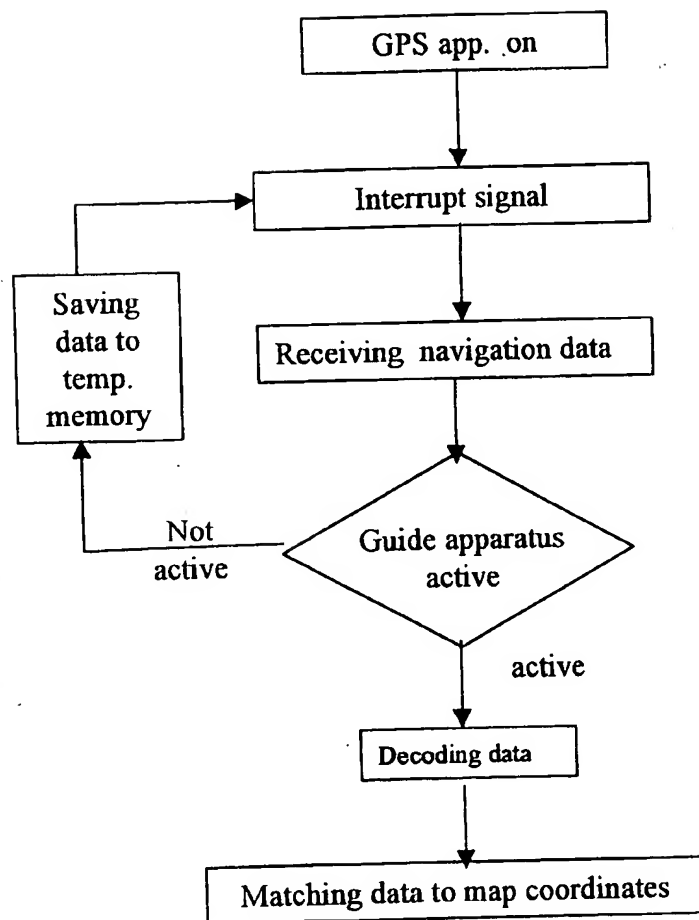 GPS app. on
Interrupt signal
Saving
data to
temp.
memory
Receiving navigation data
Not
active
Guide apparatus
active
active
Decoding data
Matching data to map coordinates